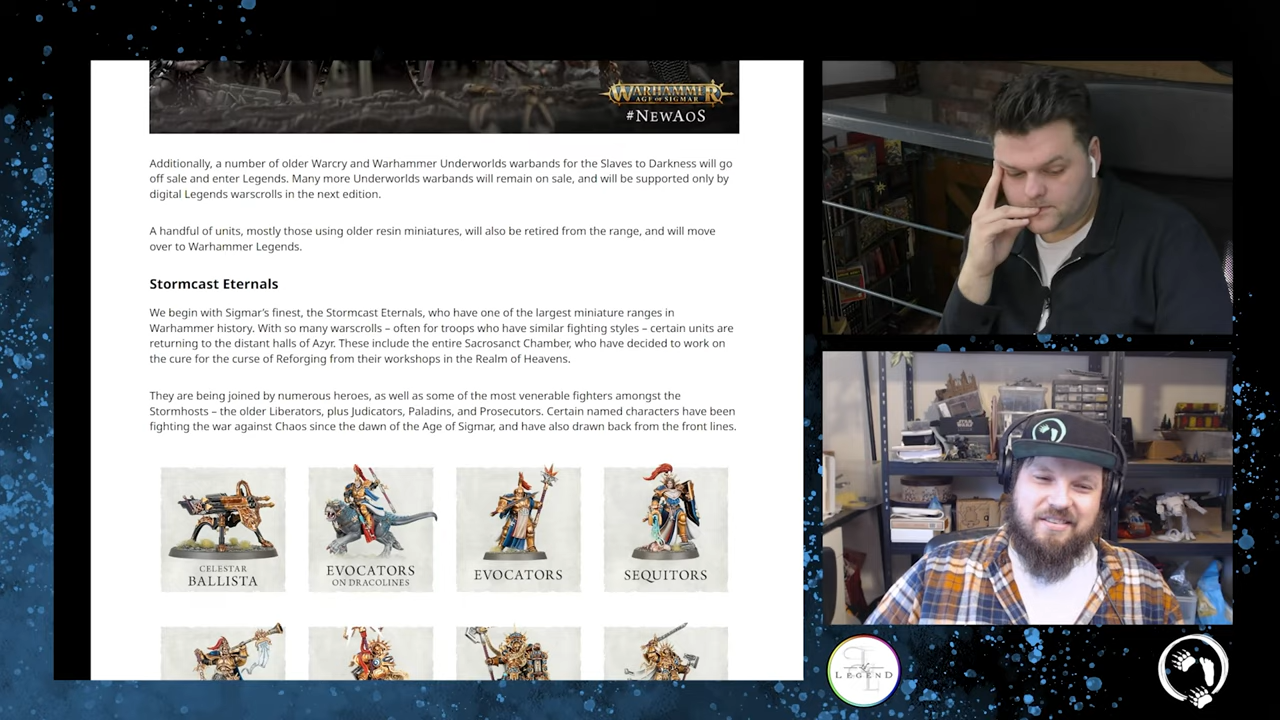 WARHAMMER
AGE OF SIGMAR
#NEWAOS
Additionally, a number of older Warcry and Warhammer Underworlds warbands for the Slaves to Darkness will go
off sale and enter Legends. Many more Underworlds warbands will remain on sale, and will be supported only by
digital Legends warscrolls in the next edition.
A handful of units, mostly those using older resin miniatures, will also be retired from the range, and will move
over to Warhammer Legends.
Stormcast Eternals
We begin with Sigmar’s finest, the Stormcast Eternals, who have one of the largest miniature ranges in
Warhammer history. With so many warscrolls – often for troops who have similar fighting styles – certain units are
returning to the distant halls of Azyr. These include the entire Sacrosanct Chamber, who have decided to work on
the cure for the curse of Reforging from their workshops in the Realm of Heavens.
They are being joined by numerous heroes, as well as some of the most venerable fighters amongst the
Stormhosts – the older Liberators, plus Judicators, Paladins, and Prosecutors. Certain named characters have been
fighting the war against Chaos since the dawn of the Age of Sigmar, and have also drawn back from the front lines.
CELESTAR
BALLISTA
EVOCATORS
ON DRACOLINES
EVOCATORS
SEQUITORS
LEGEND